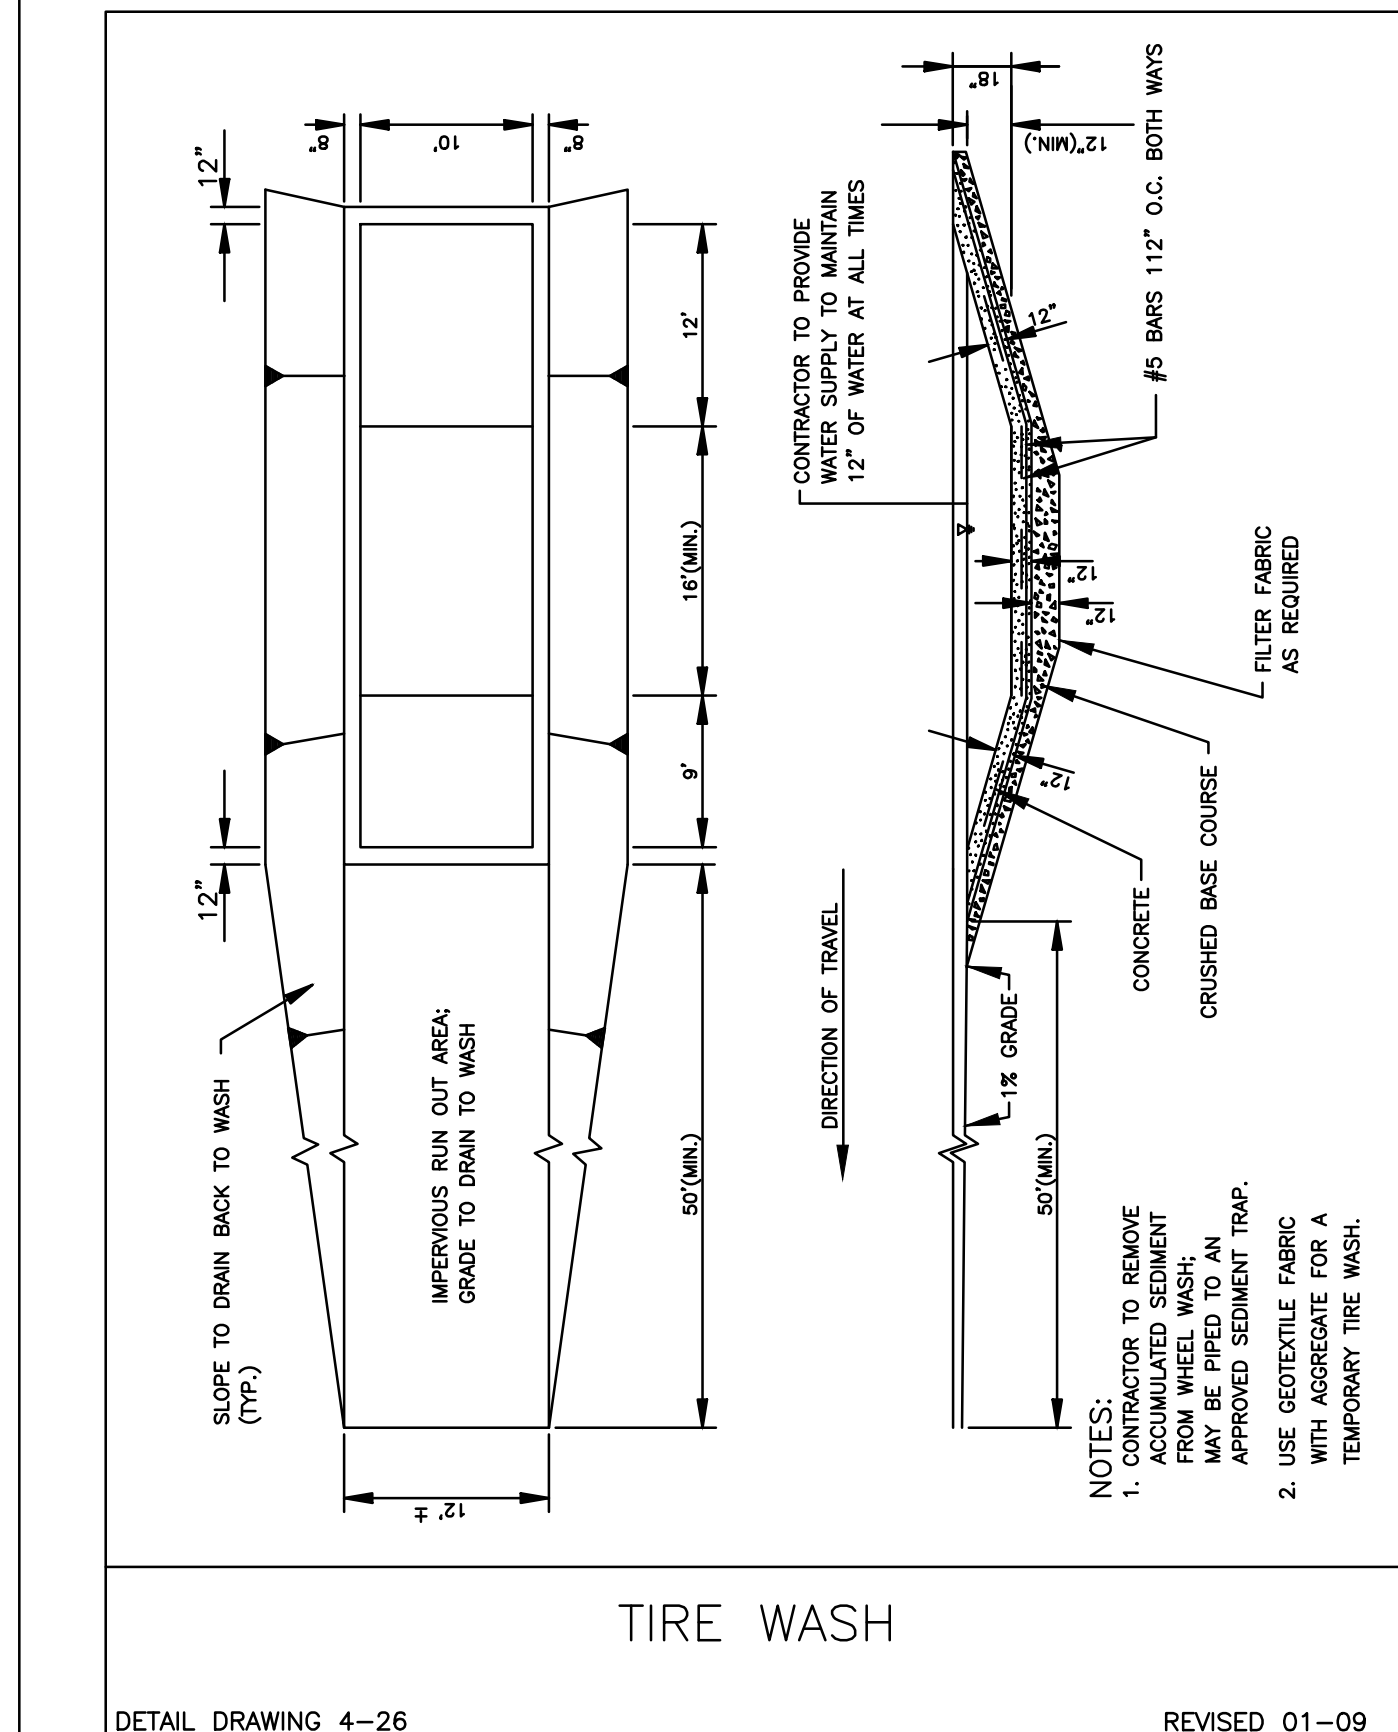 12"
8"
10'
8"
12'
16'(MIN.)
9'
12"
SLOPE TO DRAIN BACK TO WASH
(TYP.)
IMPERVIOUS RUN OUT AREA;
GRADE TO DRAIN TO WASH
50'(MIN.)
12' ±
CONTRACTOR TO PROVIDE
WATER SUPPLY TO MAINTAIN
12" OF WATER AT ALL TIMES
18"
12"(MIN.)
#5 BARS 112" O.C. BOTH WAYS
12"
12"
12"
12"
FILTER FABRIC
AS REQUIRED
CRUSHED BASE COURSE
CONCRETE
DIRECTION OF TRAVEL
1% GRADE
50'(MIN.)
NOTES:
1. CONTRACTOR TO REMOVE
ACCUMULATED SEDIMENT
FROM WHEEL WASH;
MAY BE PIPED TO AN
APPROVED SEDIMENT TRAP.
2. USE GEOTEXTILE FABRIC
WITH AGGREGATE FOR A
TEMPORARY TIRE WASH.
TIRE WASH
DETAIL DRAWING 4-26
REVISED 01-09